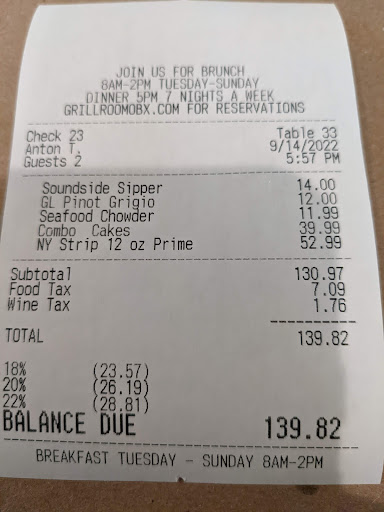 JOIN US FOR BRUNCH
8AM-2PM TUESDAY-SUNDAY
DINNER 5PM 7 NIGHTS A WEEK
GRILLROOMOBX.COM FOR RESERVATIONS
Check 23 Table 33
Anton T. 9/14/2022
Guests 2 5:57 PM
Soundside Sipper 14.00
GL Pinot Grigio 12.00
Seafood Chowder 11.99
Combo Cakes 39.99
NY Strip 12 oz Prime 52.99
Subtotal 130.97
Food Tax 7.09
Wine Tax 1.76
TOTAL 139.82
18% (23.57)
20% (26.19)
22% (28.81)
BALANCE DUE 139.82
BREAKFAST TUESDAY - SUNDAY 8AM-2PM